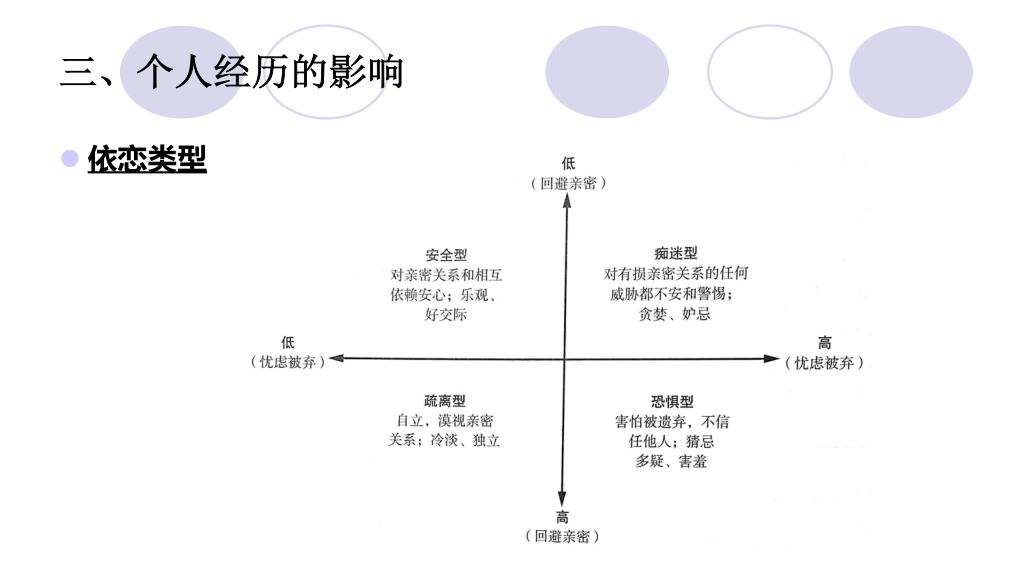 三、个人经历的影响
依恋类型
低
（回避亲密）
安全型
对亲密关系和相互
依赖安心；乐观、
好交际
痴迷型
对有损亲密关系的任何
威胁都不安和警惕；
贪婪、妒忌
低
（忧虑被弃）
高
（忧虑被弃）
疏离型
自立，漠视亲密
关系；冷淡、独立
恐惧型
害怕被遗弃，不信
任他人；猜忌
多疑、害羞
高
（回避亲密）